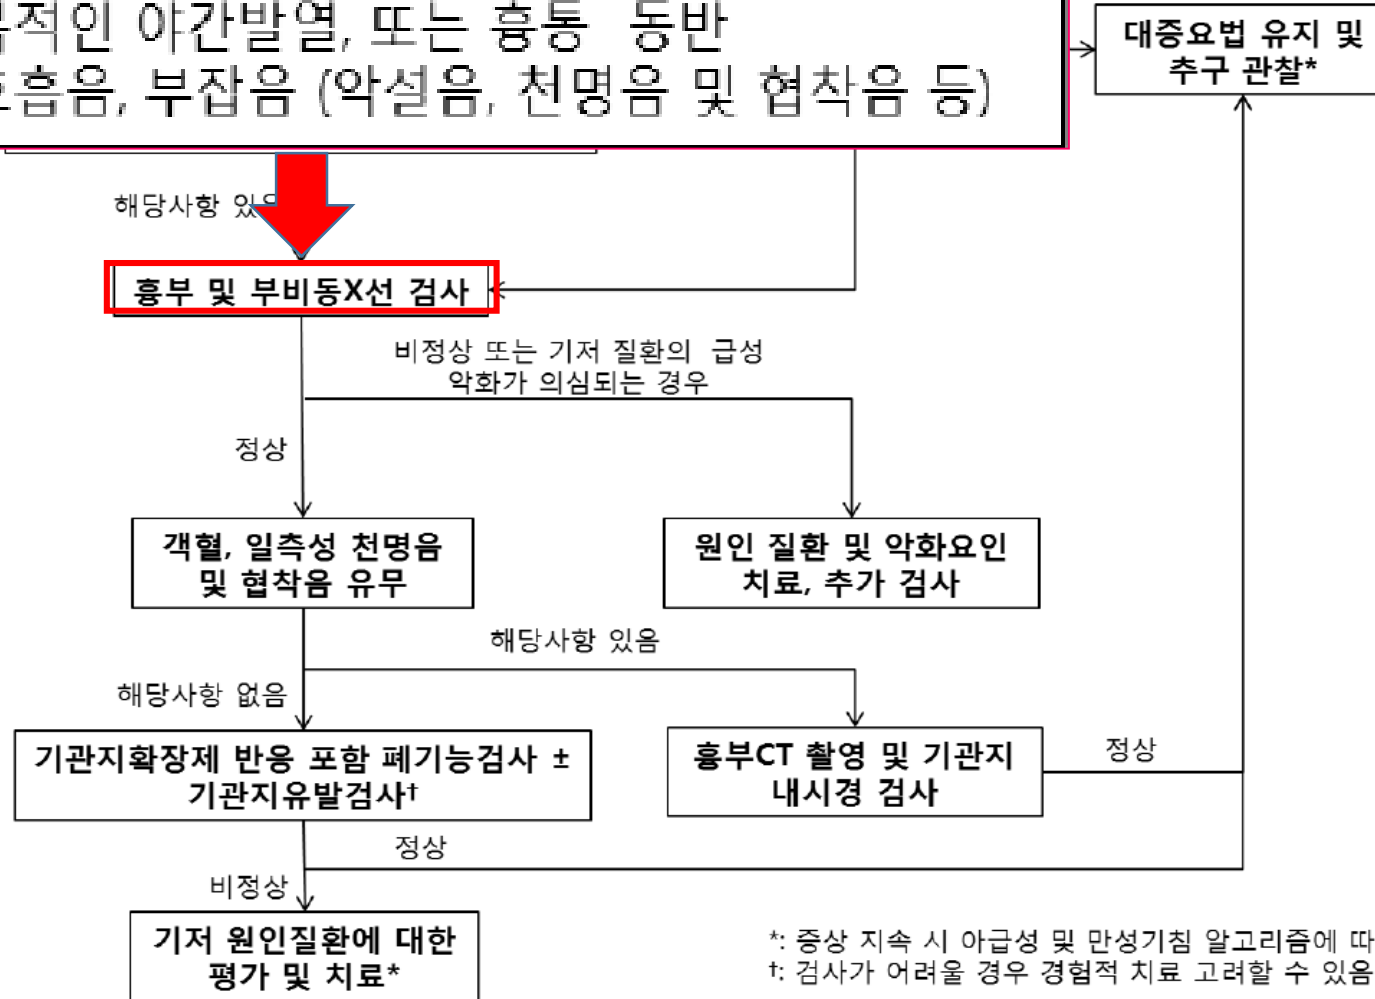 적인 야간발열, 또는 흉통 동반
흡음, 부잡음 (악설음, 천명음 및 협착음 등)
대증요법 유지 및
추구 관찰*
해당사항
흉부 및 부비동X선 검사
비정상 또는 기저 질환의 급성
악화가 의심되는 경우
정상
객혈, 일측성 천명음
및 협착음 유무
원인 질환 및 악화요인
치료, 추가 검사
해당사항 있음
해당사항 없음
기관지확장제 반응 포함 폐기능검사 ±
기관지유발검사†
흉부CT 촬영 및 기관지
내시경 검사
정상
정상
비정상
기저 원인질환에 대한
평가 및 치료*
*: 증상 지속 시 아급성 및 만성기침 알고리즘에 따
†: 검사가 어려울 경우 경험적 치료 고려할 수 있음